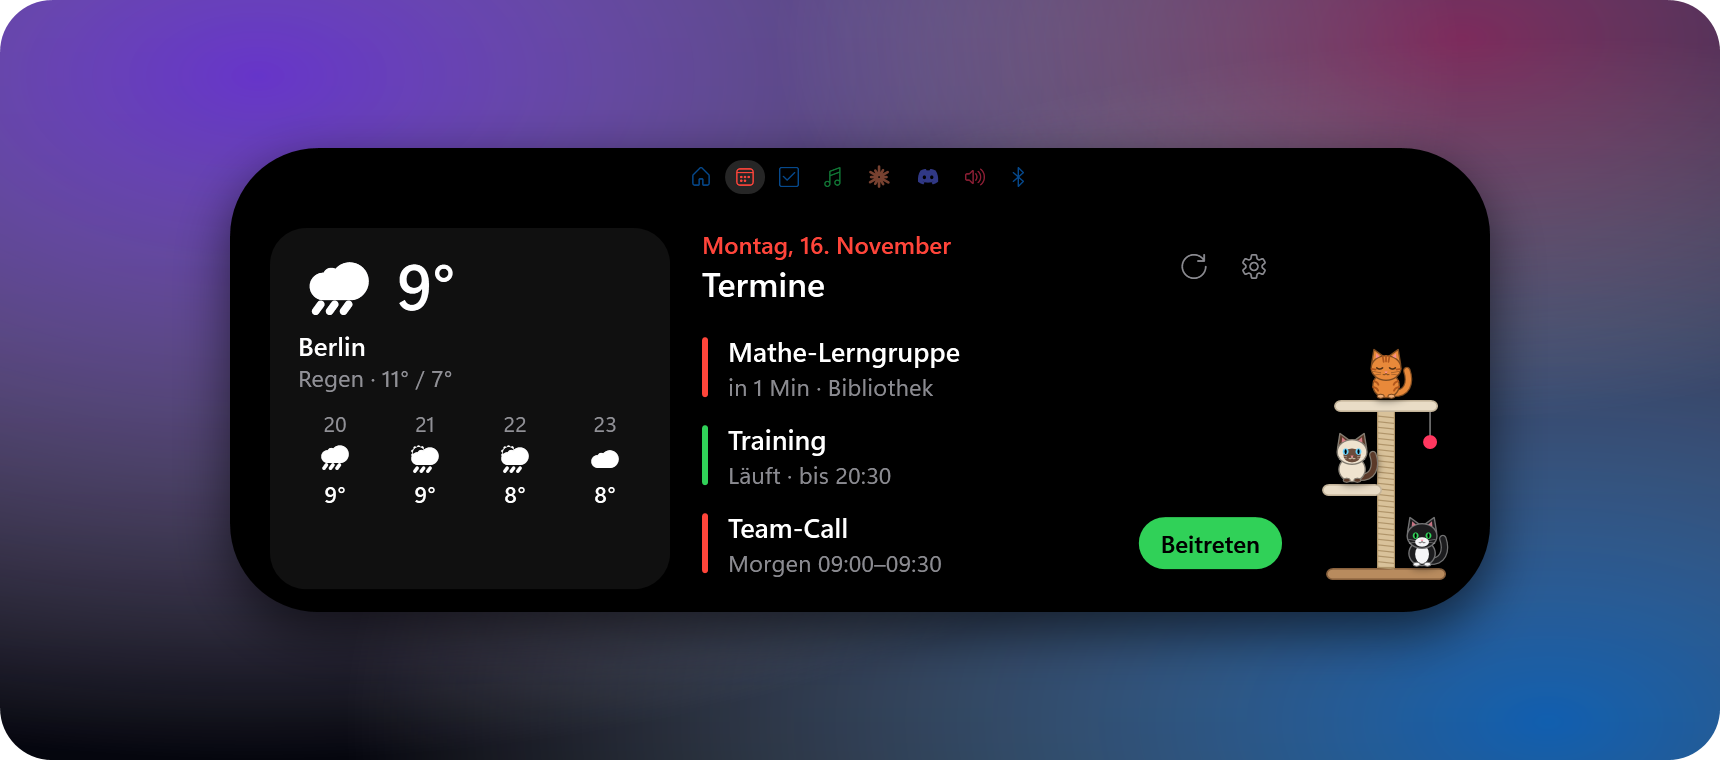 9°
Berlin
Regen · 11° / 7°
20 21 22 23
9° 9° 8° 8°
Montag, 16. November
Termine
Mathe-Lerngruppe
in 1 Min · Bibliothek
Training
Läuft · bis 20:30
Team-Call
Morgen 09:00–09:30
Beitreten